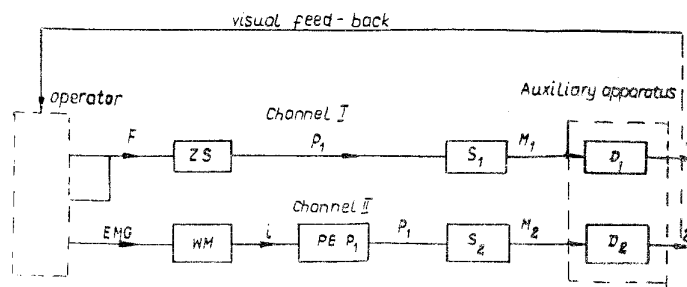 visual feed-back
operator
Auxiliary apparatus
Channel I
F
ZS
P1
S1
M1
D1
Channel II
EMG
WM
i
PE P1
P1
S2
M2
D2